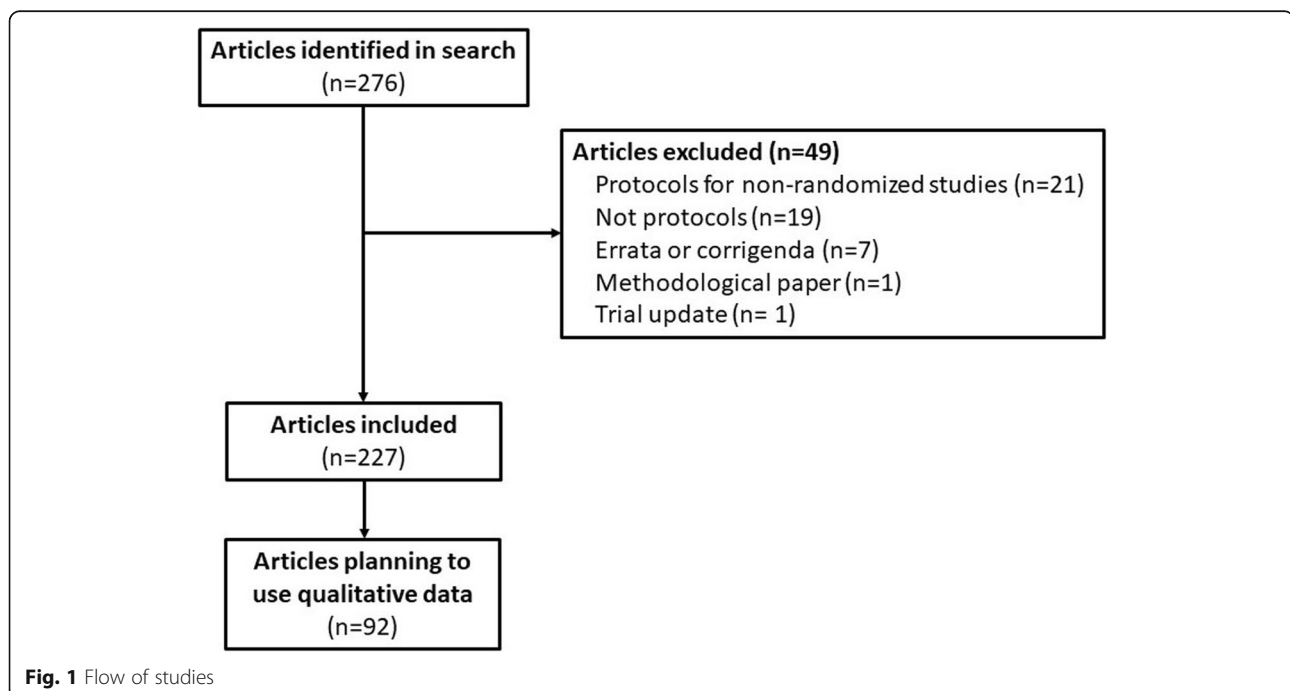 Articles identified in search
(n=276)
Articles excluded (n=49)
Protocols for non-randomized studies (n=21)
Not protocols (n=19)
Errata or corrigenda (n=7)
Methodological paper (n=1)
Trial update (n= 1)
Articles included
(n=227)
Articles planning to
use qualitative data
(n=92)
Fig. 1 Flow of studies